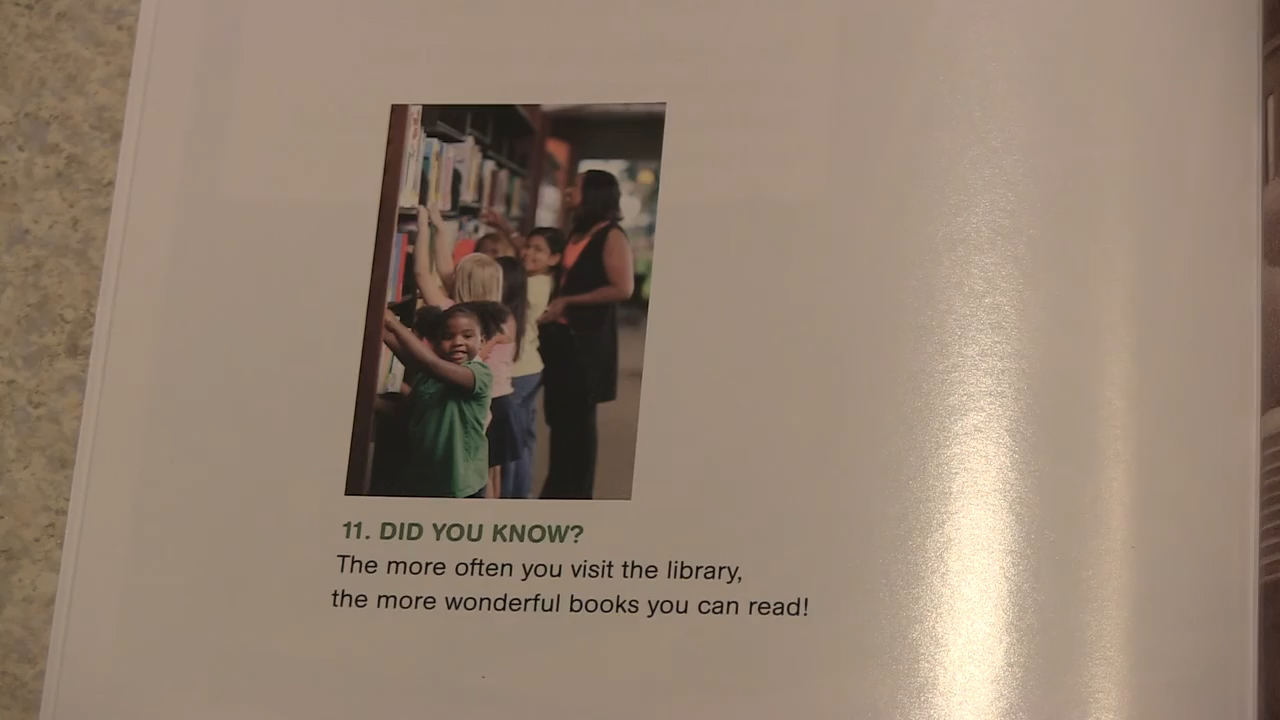 11. DID YOU KNOW?
The more often you visit the library,
the more wonderful books you can read!